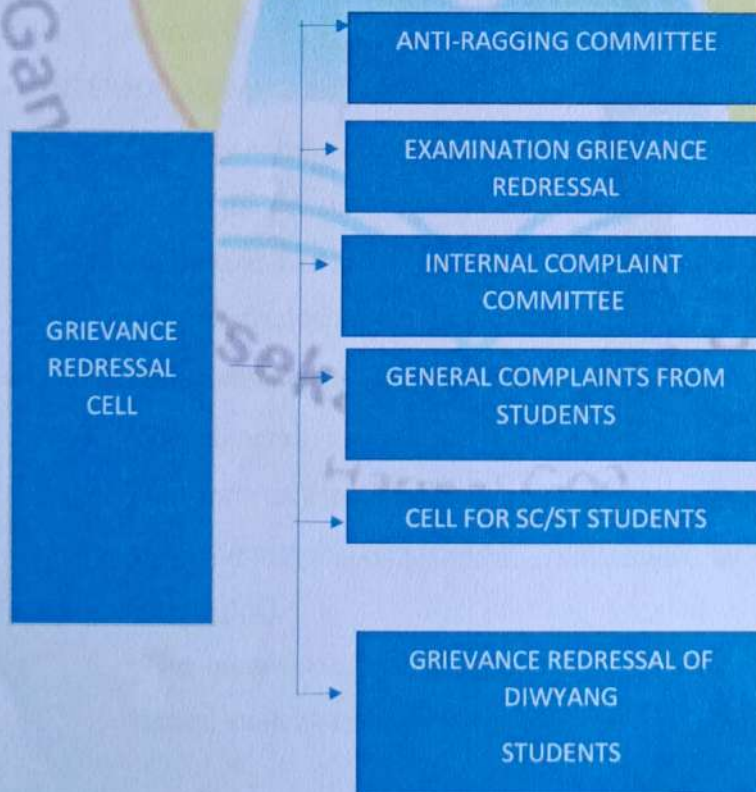 ANTI-RAGGING COMMITTEE
EXAMINATION GRIEVANCE
REDRESSAL
INTERNAL COMPLAINT
COMMITTEE
GRIEVANCE
REDRESSAL
CELL
GENERAL COMPLAINTS FROM
STUDENTS
CELL FOR SC/ST STUDENTS
GRIEVANCE REDRESSAL OF
DIWYANG
STUDENTS